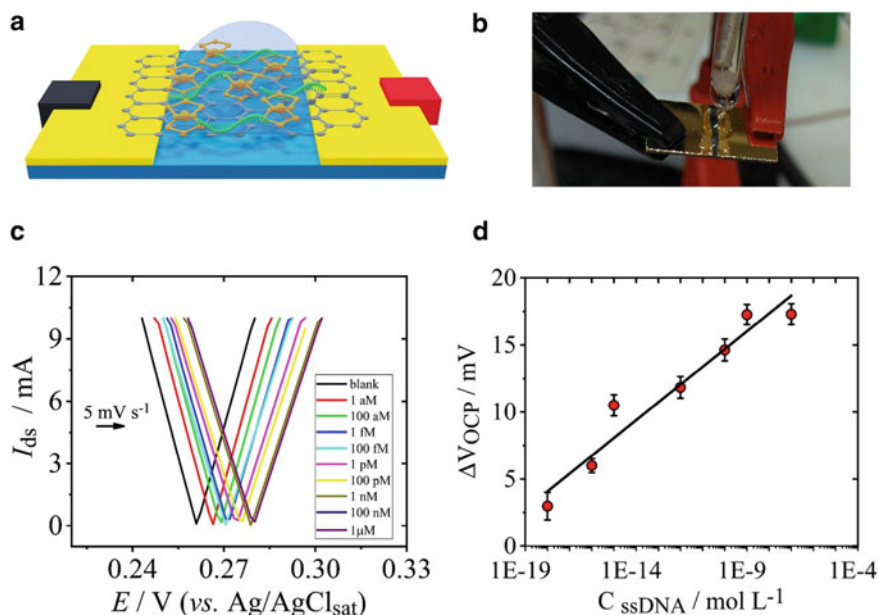 a
b
c
12
9
6
3
0
I_ds / mA
5 mV s⁻¹
blank
1 aM
100 aM
1 fM
100 fM
1 pM
100 pM
1 nM
100 nM
1μM
0.24 0.27 0.30 0.33
E / V (vs. Ag/AgCl_sat)
d
20
15
10
5
0
ΔV_OCP / mV
1E-19 1E-14 1E-9 1E-4
C_ssDNA / mol L⁻¹